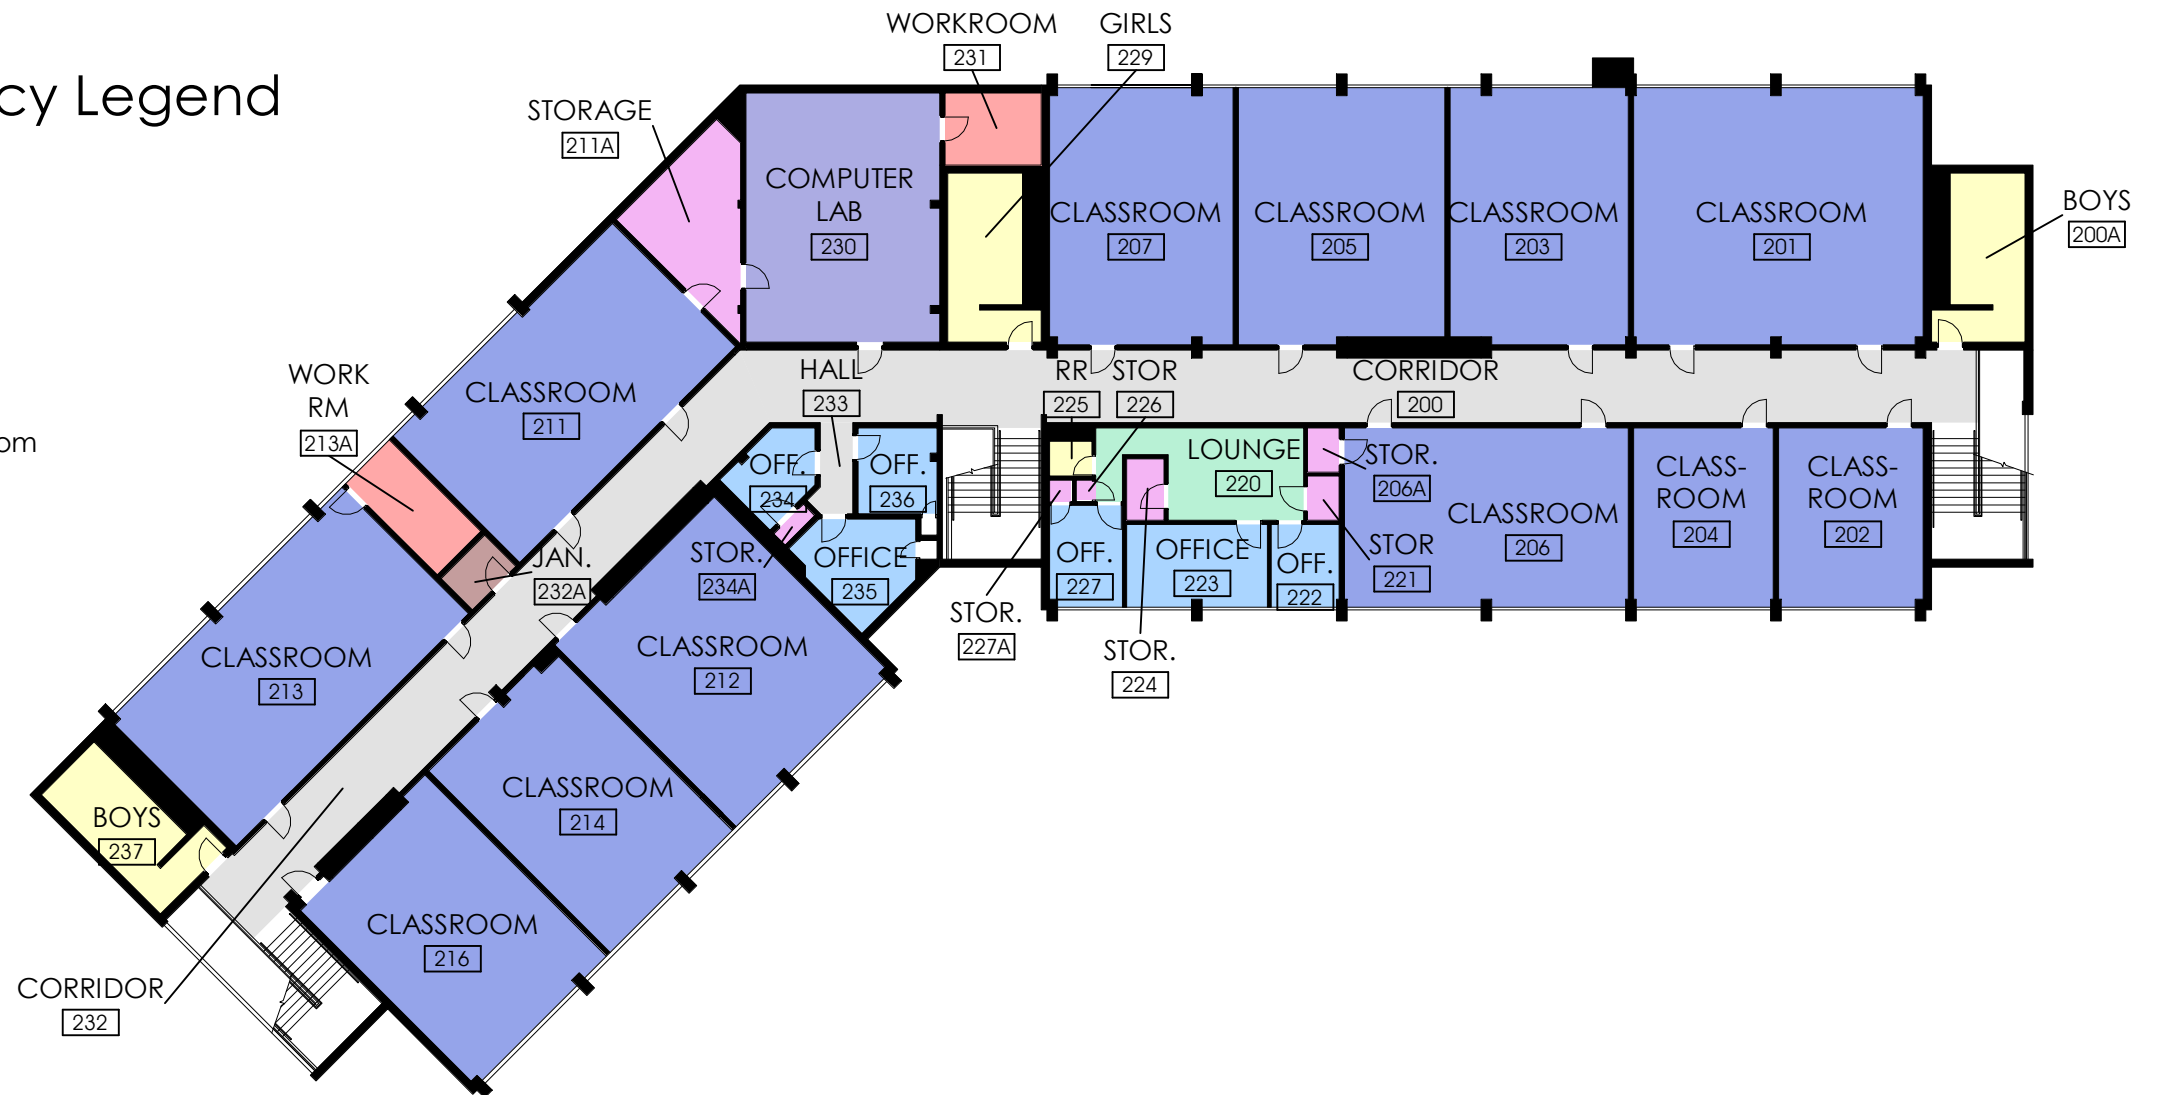 WORKROOM
231
GIRLS
229
cy Legend
STORAGE
211A
COMPUTER
LAB
230
CLASSROOM
207
CLASSROOM
205
CLASSROOM
203
CLASSROOM
201
BOYS
200A
WORK
RM
213A
CLASSROOM
211
HALL
233
RR
225
STOR
226
CORRIDOR
200
om
OFF.
234
OFF.
236
LOUNGE
220
STOR.
206A
CLASS-
ROOM
204
CLASS-
ROOM
202
CLASSROOM
206
JAN.
232A
STOR.
234A
OFFICE
235
OFF.
227
OFFICE
223
OFF.
222
STOR
221
STOR.
227A
STOR.
224
CLASSROOM
213
CLASSROOM
212
CLASSROOM
214
BOYS
237
CLASSROOM
216
CORRIDOR
232